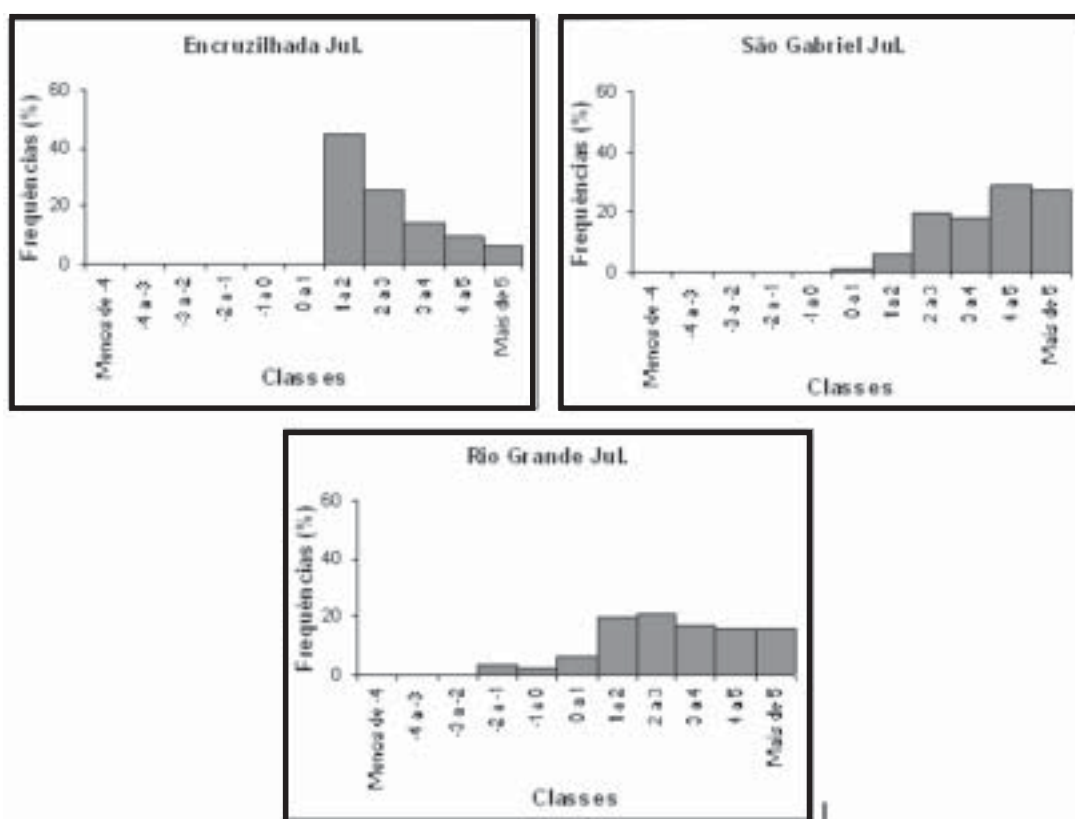 Encruzilhada Jul.
Frequências (%)
60
40
20
0
Menos de -4
-4 a -3
-3 a -2
-2 a -1
-1 a 0
0 a 1
1 a 2
2 a 3
3 a 4
4 a 5
Mais de 5
Classes
São Gabriel Jul.
Frequências (%)
60
40
20
0
Menos de -4
-4 a -3
-3 a -2
-2 a -1
-1 a 0
0 a 1
1 a 2
2 a 3
3 a 4
4 a 5
Mais de 5
Classes
Rio Grande Jul.
Frequências (%)
60
40
20
0
Menos de -4
-4 a -3
-3 a -2
-2 a -1
-1 a 0
0 a 1
1 a 2
2 a 3
3 a 4
4 a 5
Mais de 5
Classes